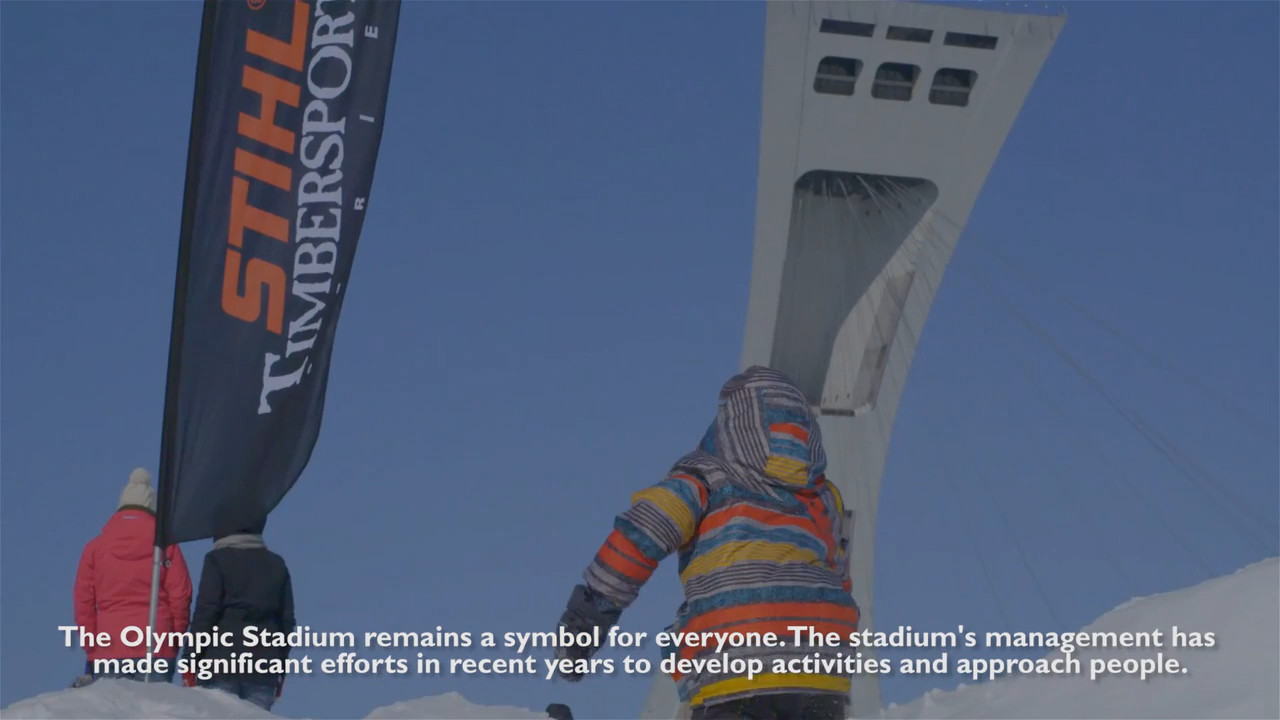 STIHL
TIMBERSPORT
R I E
The Olympic Stadium remains a symbol for everyone. The stadium's management has
made significant efforts in recent years to develop activities and approach people.